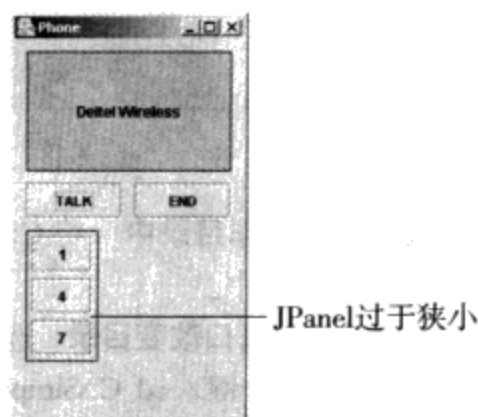 Phone
Deitel Wireless
TALK END
1
4
7
JPanel过于狭小